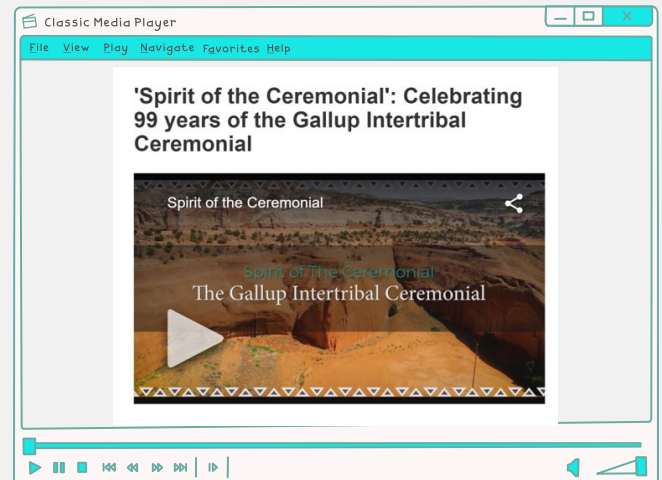 Classic Media Player
File View Play Navigate Favorites Help
'Spirit of the Ceremonial': Celebrating
99 years of the Gallup Intertribal
Ceremonial
Spirit of the Ceremonial
Spirit of The Ceremonial
The Gallup Intertribal Ceremonial